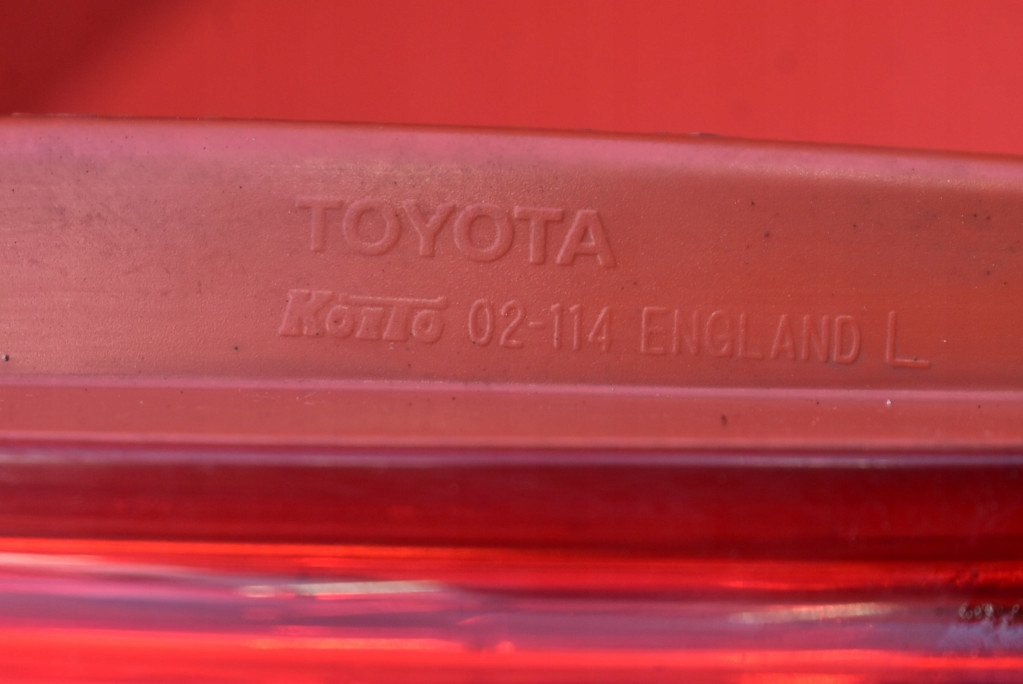 TOYOTA
KOITO 02-114 ENGLAND L